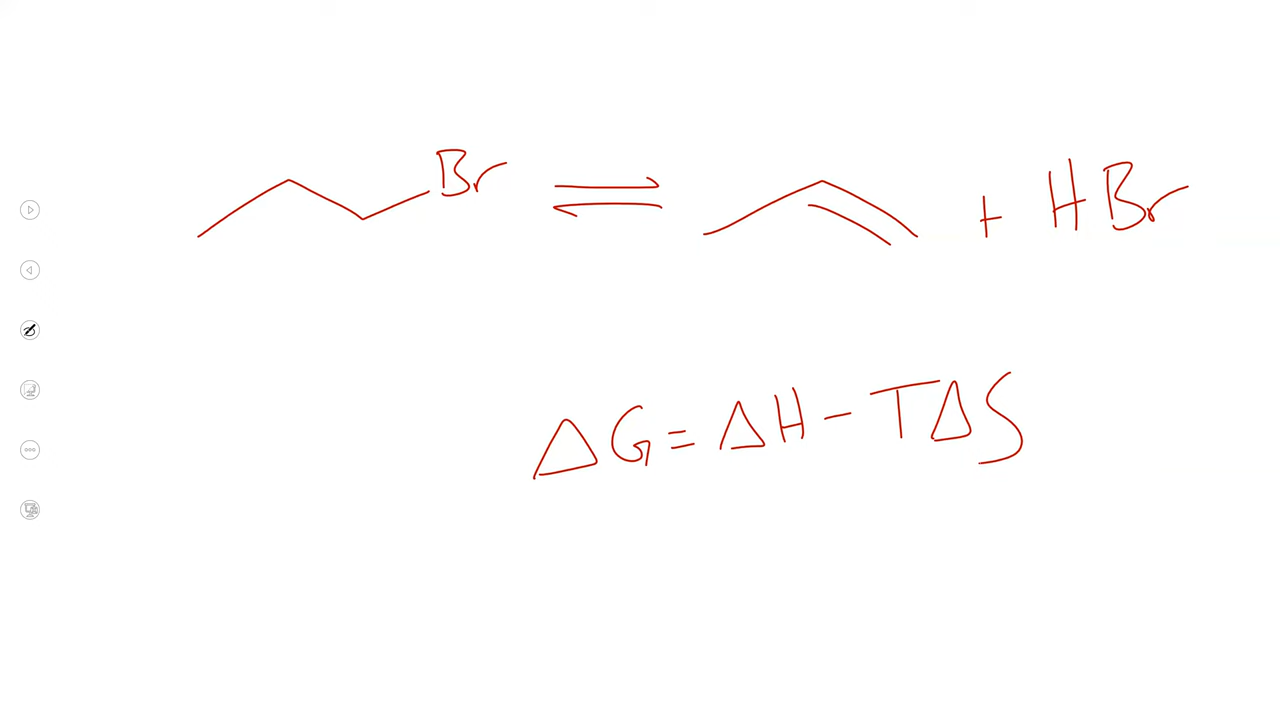 Br ⇌ + HBr
ΔG = ΔH - TΔS